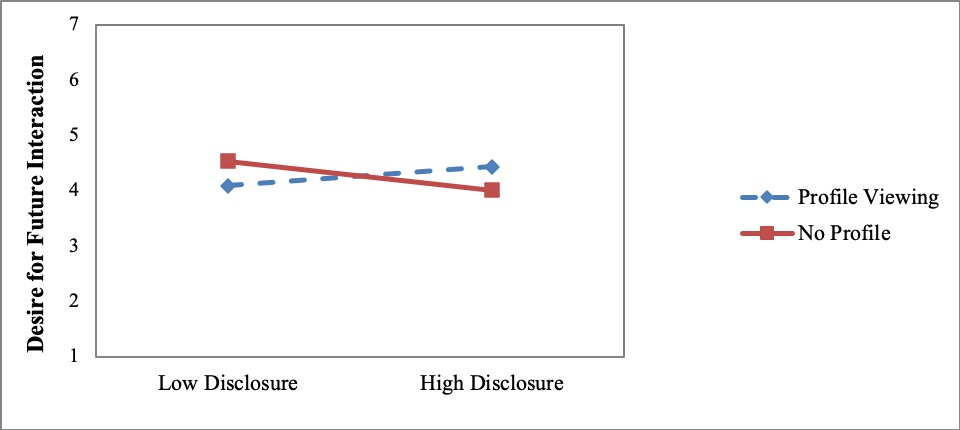 Desire for Future Interaction
7
6
5
4
3
2
1
Low Disclosure
High Disclosure
Profile Viewing
No Profile